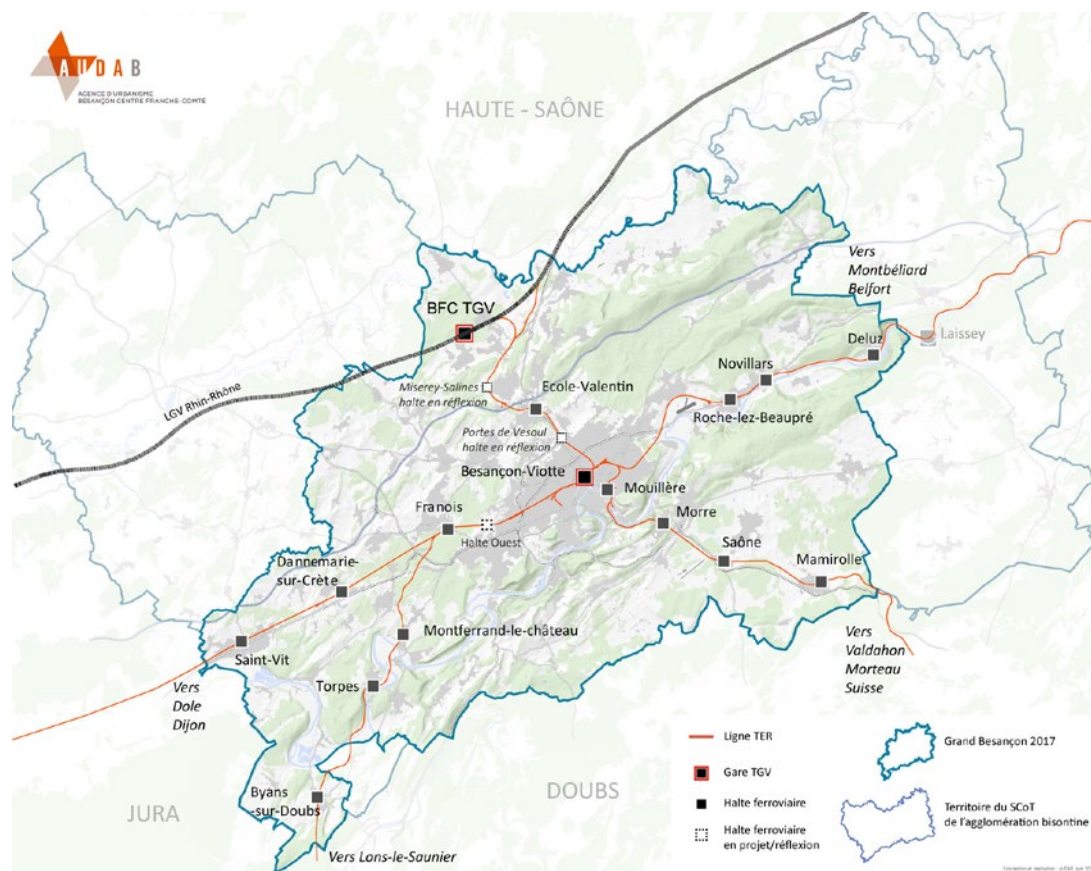 AUDAB
AGENCE D'URBANISME
BESANÇON CENTRE FRANCHE-COMTÉ
HAUTE - SAÔNE
Vers
Montbéliard
Belfort
BFC TGV
Laissey
Deluz
Novillars
LGV Rhin-Rhône
Miserey-Salines
halte en réflexion
Ecole-Valentin
Roche-lez-Beaupré
Portes de Vesoul
halte en réflexion
Besançon-Viotte
Mouillère
Franois
Halte Ouest
Morre
Saône
Mamirolle
Dannemarie-
sur-Crète
Montferrand-le-château
Saint-Vit
Vers
Valdahon
Morteau
Suisse
Torpes
Vers
Dole
Dijon
JURA
Byans
-sur-Doubs
DOUBS
Vers Lons-le-Saunier
Ligne TER
Gare TGV
Halte ferroviaire
Halte ferroviaire
en projet/réflexion
Grand Besançon 2017
Territoire du SCoT
de l'agglomération bisontine